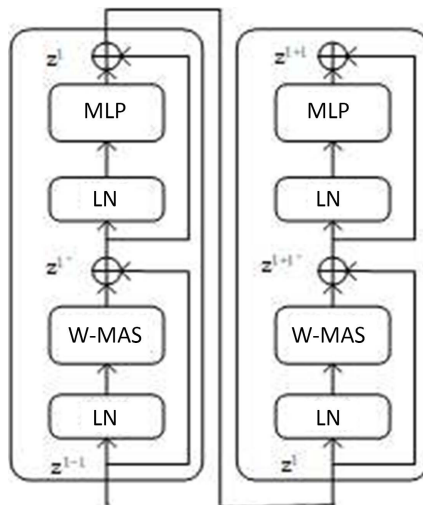 z^l
MLP
LN
z^l-
W-MAS
LN
z^l-1
z^l+1
MLP
LN
z^l+1-
W-MAS
LN
z^l